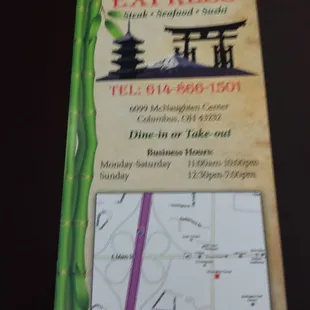 EXPRESS
Steak • Seafood • Sushi
TEL: 614-866-1501
6099 McNaughten Center
Columbus, OH 43232
Dine-in or Take-out
Business Hours:
Monday-Saturday 11:00am-10:00pm
Sunday 12:30pm-7:00pm